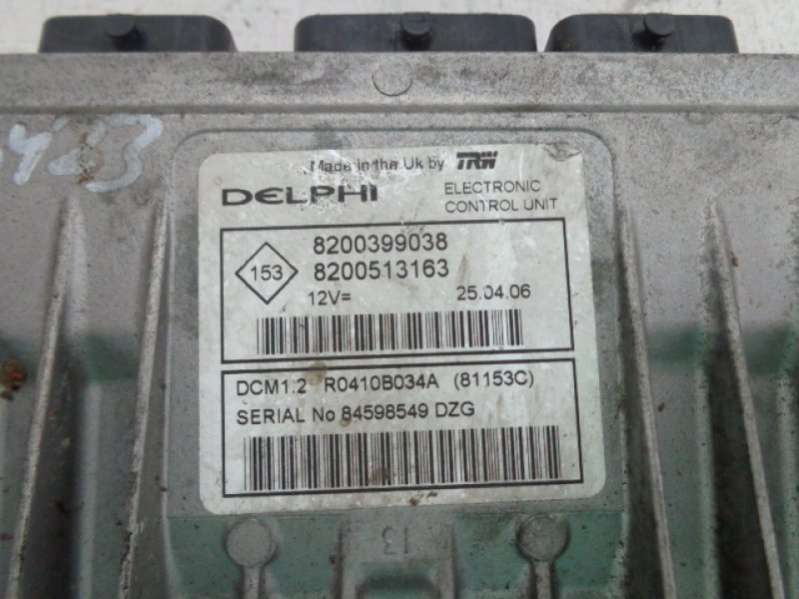 Made in the Uk by TRW
DELPHI
ELECTRONIC
CONTROL UNIT
153
8200399038
8200513163
12V= 25.04.06
DCM1.2 R0410B034A (81153C)
SERIAL No 84598549 DZG
13